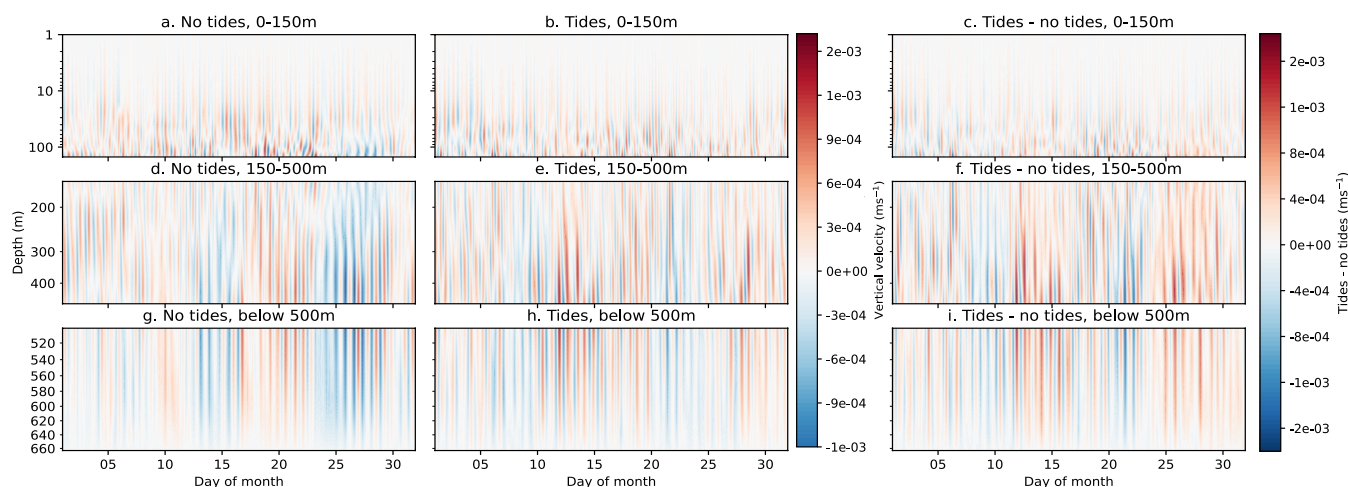 a. No tides, 0-150m
b. Tides, 0-150m
c. Tides - no tides, 0-150m
1
10
100
d. No tides, 150-500m
e. Tides, 150-500m
f. Tides - no tides, 150-500m
Depth (m)
200
300
400
g. No tides, below 500m
h. Tides, below 500m
i. Tides - no tides, below 500m
520
540
560
580
600
620
640
660
05 10 15 20 25 30
05 10 15 20 25 30
05 10 15 20 25 30
Day of month
Day of month
Day of month
2e-03
1e-03
9e-04
6e-04
3e-04
0e+00
-3e-04
-6e-04
-9e-04
-1e-03
Vertical velocity (ms⁻¹)
2e-03
1e-03
8e-04
4e-04
0e+00
-4e-04
-8e-04
-1e-03
-2e-03
Tides - no tides (ms⁻¹)